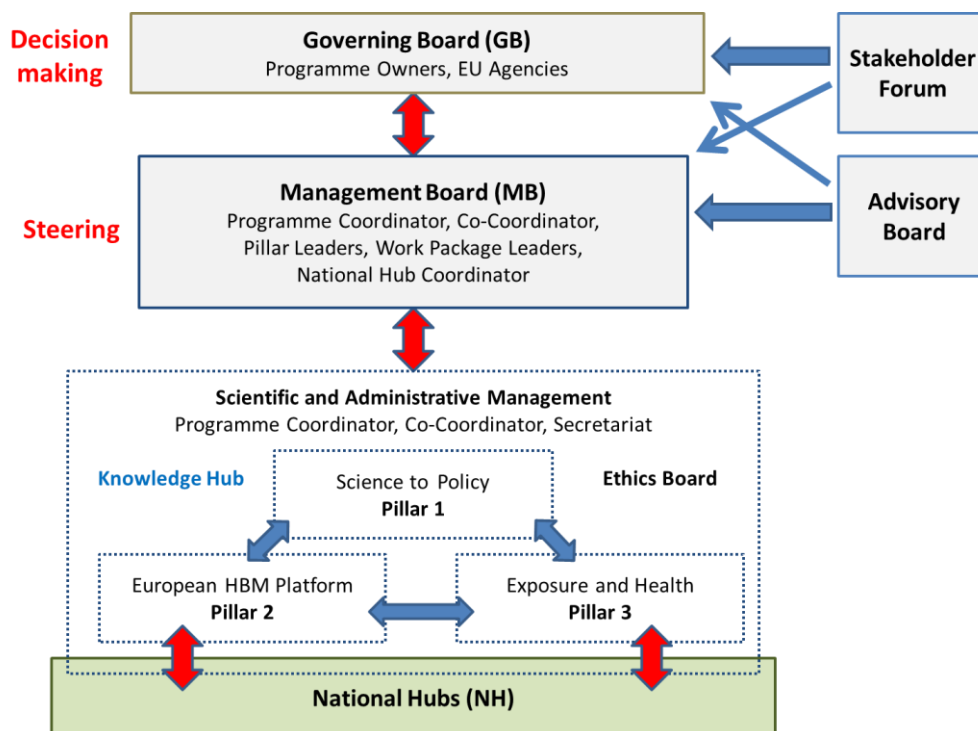 Decision
making
Governing Board (GB)
Programme Owners, EU Agencies
Stakeholder
Forum
Steering
Management Board (MB)
Programme Coordinator, Co-Coordinator,
Pillar Leaders, Work Package Leaders,
National Hub Coordinator
Advisory
Board
Scientific and Administrative Management
Programme Coordinator, Co-Coordinator, Secretariat
Knowledge Hub
Science to Policy
Pillar 1
Ethics Board
European HBM Platform
Pillar 2
Exposure and Health
Pillar 3
National Hubs (NH)